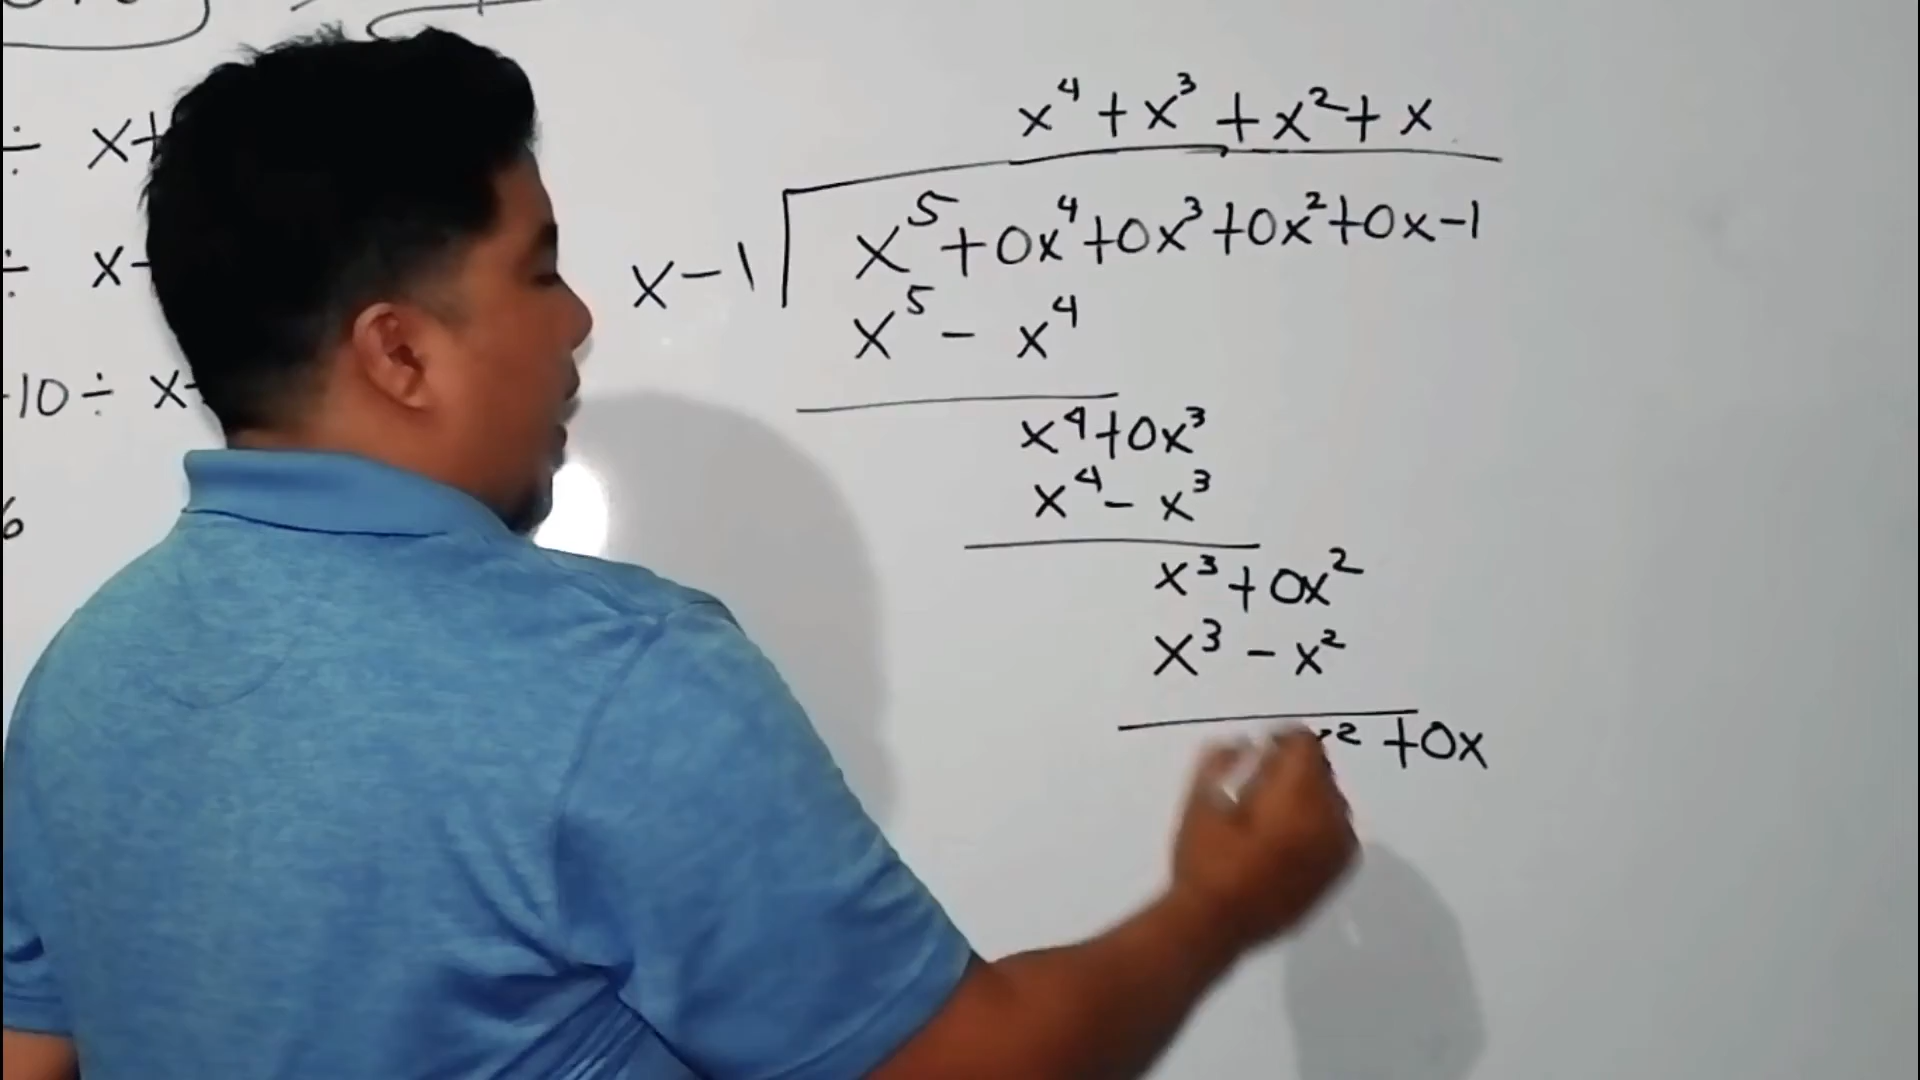 ÷ x+
÷ x-
-10 ÷ x-
6
x⁴ + x³ + x² + x
x-1 x⁵+0x⁴+0x³+0x²+0x-1
x⁵ - x⁴
x⁴+0x³
x⁴- x³
x³+0x²
x³ - x²
x² +0x